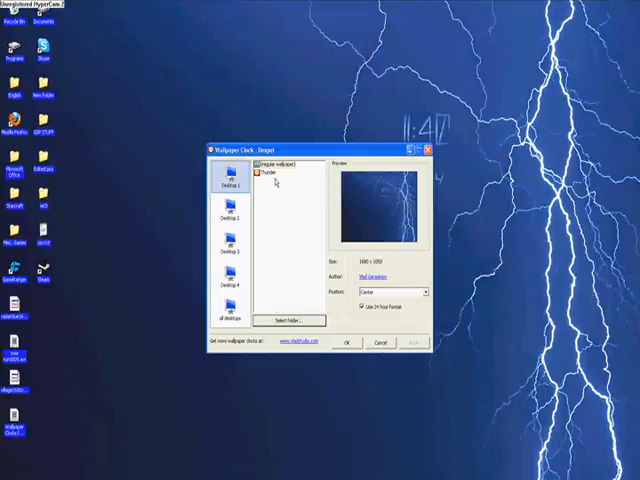 Unregistered HyperCam 2
Recycle Bin
Documents
Programs
Skype
English
New Folder
Mozilla Firefox
GDP STUFF
Microsoft Office
Edited pics
Starcraft
wc3
Misc. Games
GameRanger
Steam
11:40
Wallpaper Clock - Dexpot
Desktop 1
Desktop 2
Desktop 3
Desktop 4
all desktops
(regular wallpaper)
Thunder
Select folder...
Preview
Size: 1680 x 1050
Author: Vlad Gerasimov
Position: Center
Use 24 hour format
Get more wallpaper clocks at: www.vladstudio.com
OK
Cancel
Apply
Wallpaper